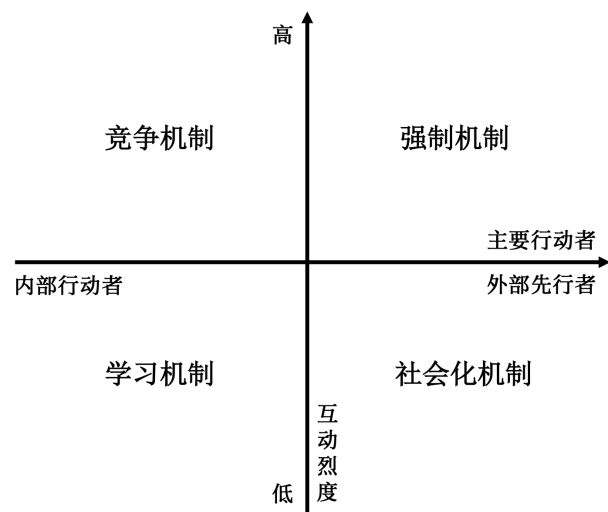 高
竞争机制
强制机制
主要行动者
内部行动者
外部先行者
学习机制
社会化机制
互动烈度
低